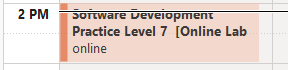 2 PM
Software Development
Practice Level 7 [Online Lab
online